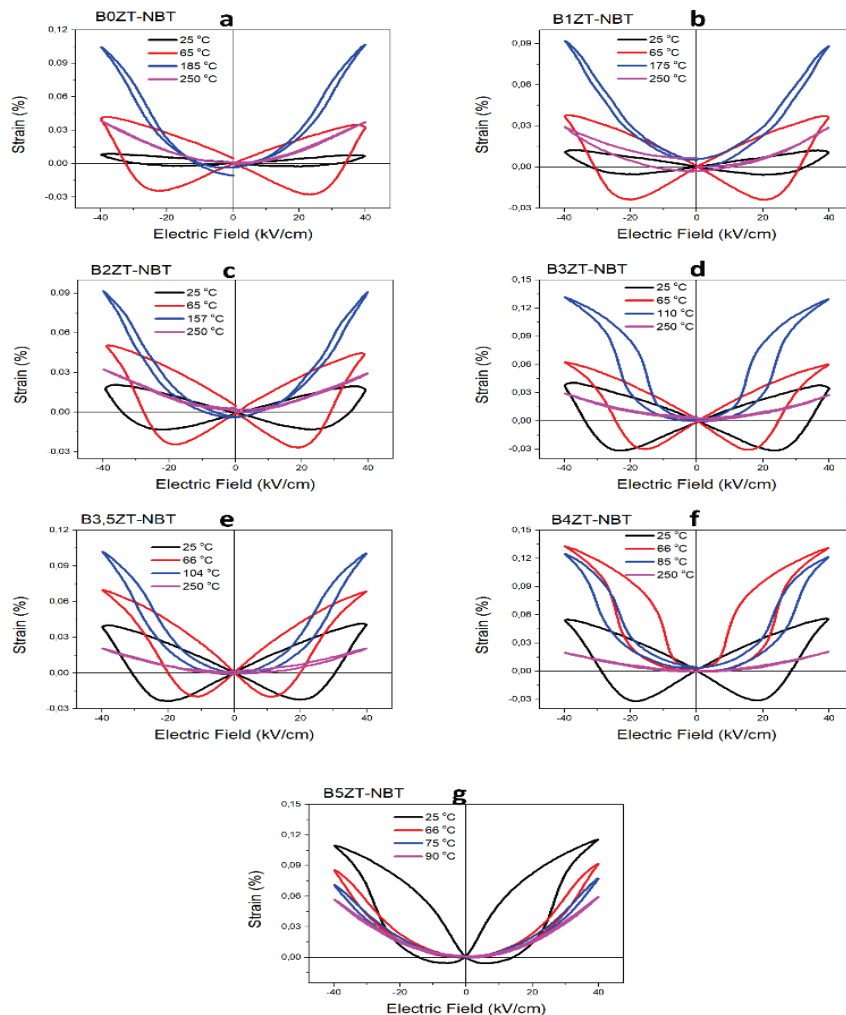 B0ZT-NBT a
25 °C
65 °C
185 °C
250 °C
0,12
0,09
0,06
0,03
0,00
-0,03
Strain (%)
-40 -20 0 20 40
Electric Field (kV/cm)
B1ZT-NBT b
25 °C
65 °C
175 °C
250 °C
0,09
0,06
0,03
0,00
-0,03
Strain (%)
-40 -20 0 20 40
Electric Field (kV/cm)
B2ZT-NBT c
25 °C
65 °C
157 °C
250 °C
0,09
0,06
0,03
0,00
-0,03
Strain (%)
-40 -20 0 20 40
Electric Field (kV/cm)
B3ZT-NBT d
25 °C
65 °C
110 °C
250 °C
0,15
0,12
0,09
0,06
0,03
0,00
-0,03
Strain (%)
-40 -20 0 20 40
Electric Field (kV/cm)
B3,5ZT-NBT e
25 °C
66 °C
104 °C
250 °C
0,12
0,09
0,06
0,03
0,00
-0,03
Strain (%)
-40 -20 0 20 40
Electric Field (kV/cm)
B4ZT-NBT f
25 °C
66 °C
85 °C
250 °C
0,15
0,12
0,09
0,06
0,03
0,00
-0,03
Strain (%)
-40 -20 0 20 40
Electric Field (kV/cm)
B5ZT-NBT g
25 °C
66 °C
75 °C
90 °C
0,15
0,12
0,09
0,06
0,03
0,00
-0,03
Strain (%)
-40 -20 0 20 40
Electric Field (kV/cm)